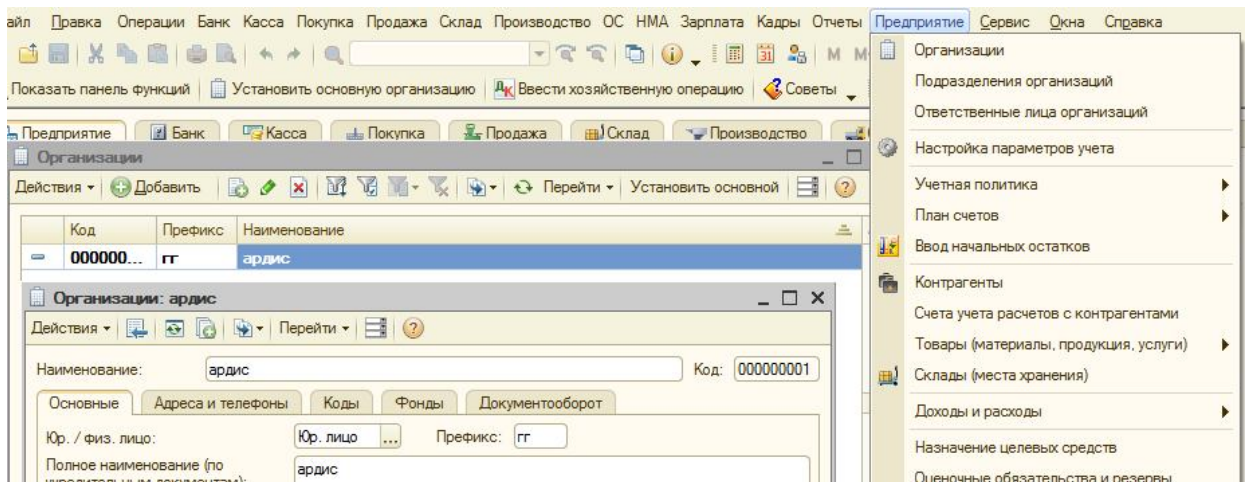 айл Правка Операции Банк Касса Покупка Продажа Склад Производство ОС НМА Зарплата Кадры Отчеты Предприятие Сервис Окна Справка
M M
Показать панель функций Установить основную организацию Ввести хозяйственную операцию Советы
Предприятие Банк Касса Покупка Продажа Склад Производство
Организации
Действия Добавить Перейти Установить основной
Код Префикс Наименование
000000... гг ардис
Организации: ардис
Действия Перейти
Наименование: ардис Код: 000000001
Основные Адреса и телефоны Коды Фонды Документооборот
Юр. / физ. лицо: Юр. лицо ... Префикс: гг
Полное наименование (по ардис
учредительным документам):
Организации
Подразделения организаций
Ответственные лица организаций
Настройка параметров учета
Учетная политика
План счетов
Ввод начальных остатков
Контрагенты
Счета учета расчетов с контрагентами
Товары (материалы, продукция, услуги)
Склады (места хранения)
Доходы и расходы
Назначение целевых средств
Оценочные обязательства и резервы